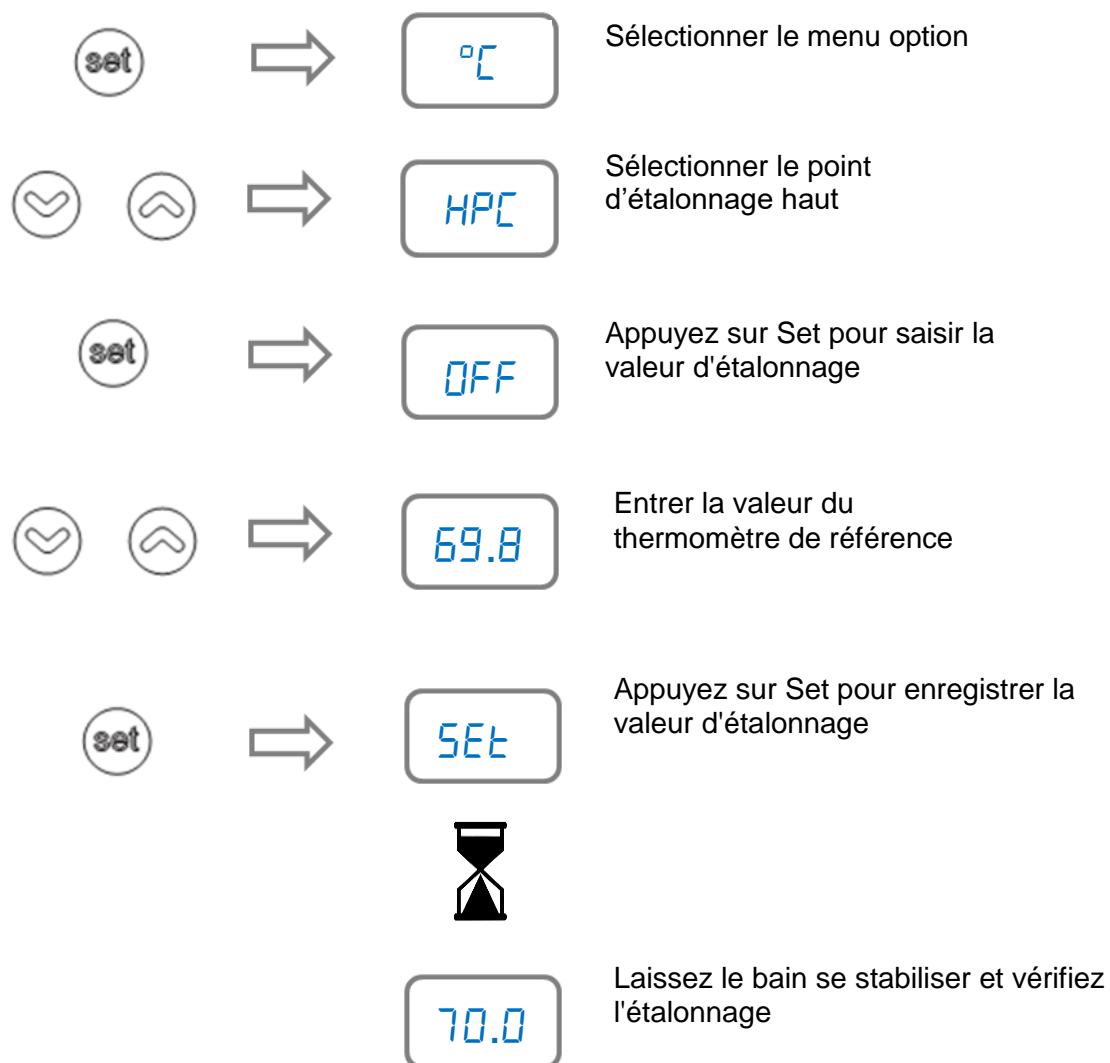 set
°C
Sélectionner le menu option
HPC
Sélectionner le point
d’étalonnage haut
set
OFF
Appuyez sur Set pour saisir la
valeur d'étalonnage
69.8
Entrer la valeur du
thermomètre de référence
set
SEt
Appuyez sur Set pour enregistrer la
valeur d'étalonnage
70.0
Laissez le bain se stabiliser et vérifiez
l'étalonnage